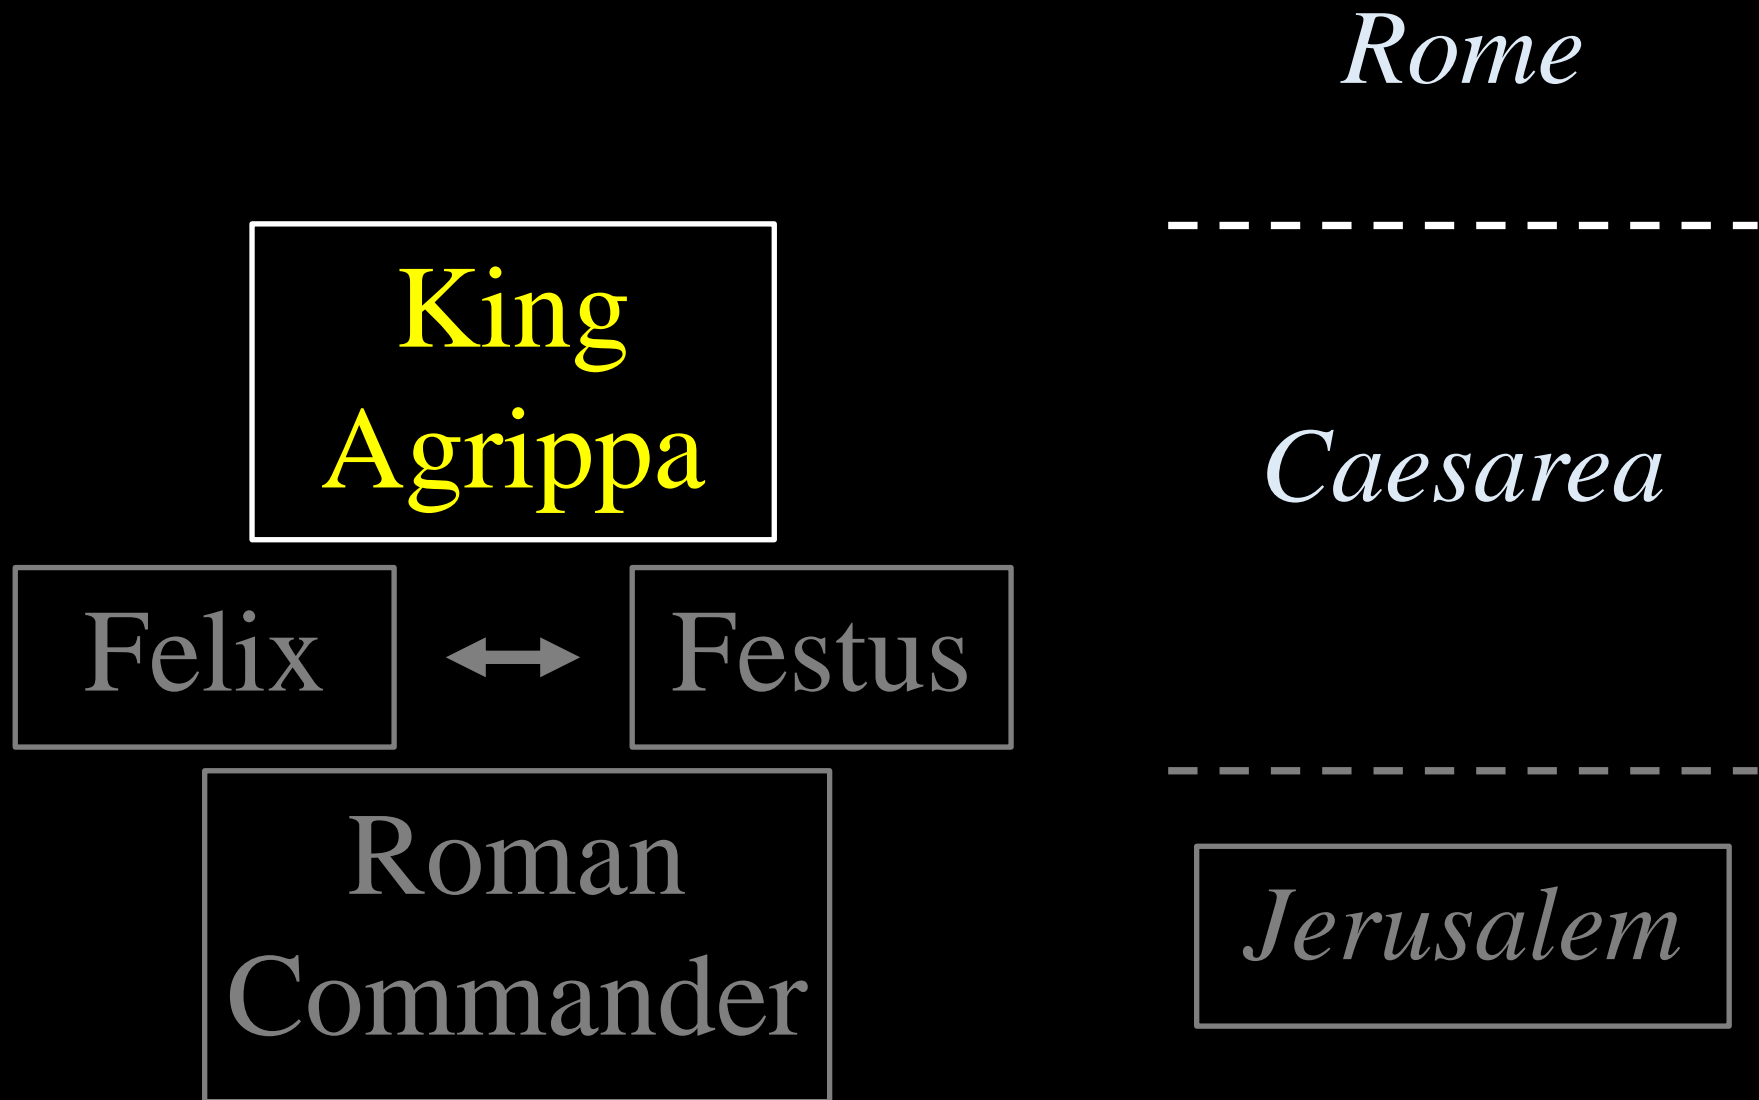 Rome
King
Agrippa
Caesarea
Felix
Festus
Roman
Commander
Jerusalem